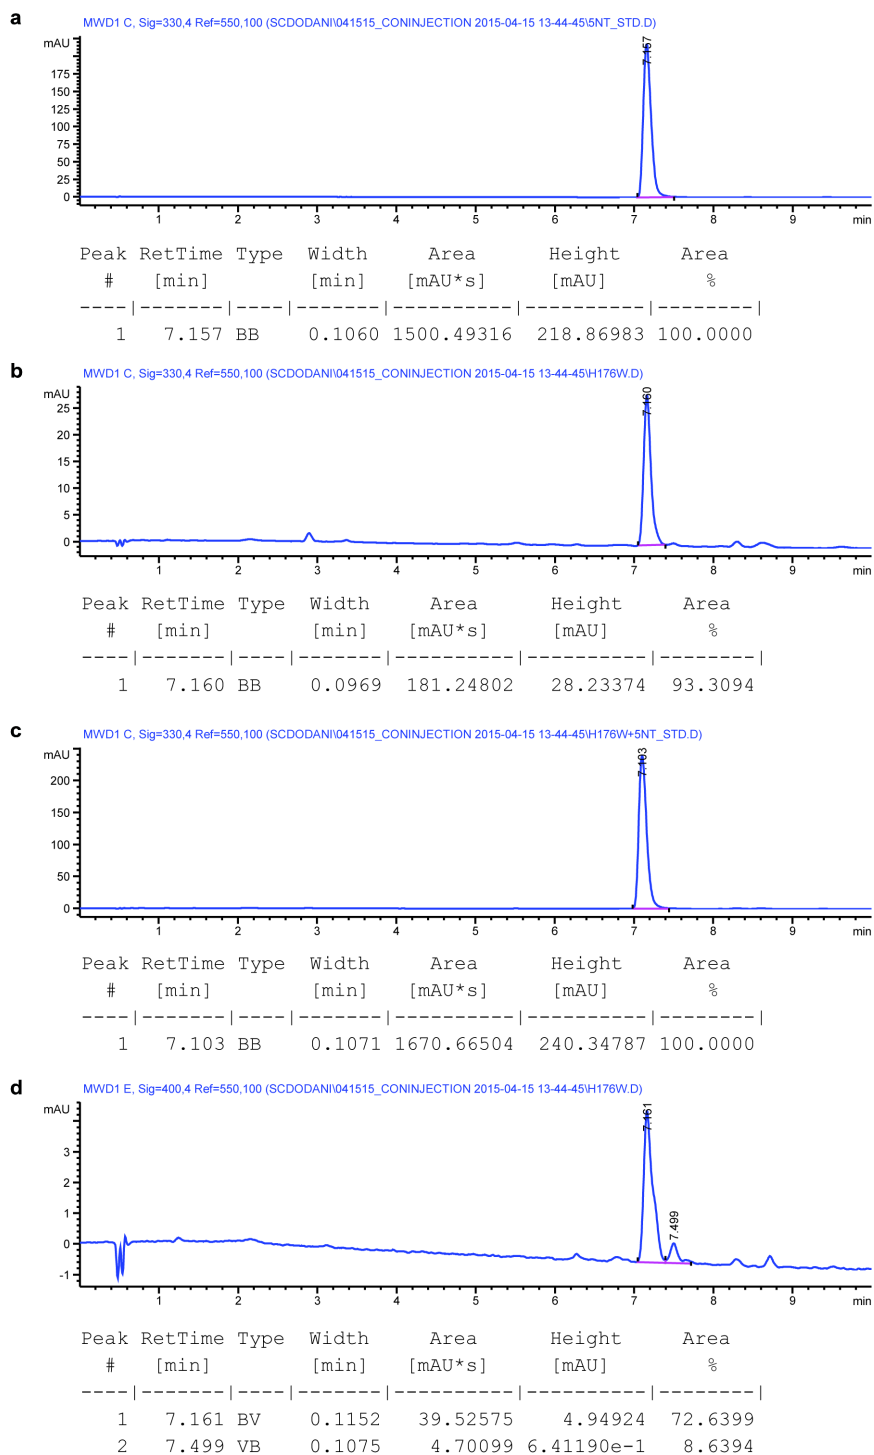 a
MWD1 C, Sig=330,4 Ref=550,100 (SCDODANI\041515_CONINJECTION 2015-04-15 13-44-45\5NT_STD.D)
mAU
7.157
175
150
125
100
75
50
25
0
1 2 3 4 5 6 7 8 9 min
Peak RetTime Type Width Area Height Area
# [min] [min] [mAU*s] [mAU] %
----|-------|----|-------|----------|----------|--------|
1 7.157 BB 0.1060 1500.49316 218.86983 100.0000
b
MWD1 C, Sig=330,4 Ref=550,100 (SCDODANI\041515_CONINJECTION 2015-04-15 13-44-45\H176W.D)
mAU
7.160
25
20
15
10
5
0
1 2 3 4 5 6 7 8 9 min
Peak RetTime Type Width Area Height Area
# [min] [min] [mAU*s] [mAU] %
----|-------|----|-------|----------|----------|--------|
1 7.160 BB 0.0969 181.24802 28.23374 93.3094
c
MWD1 C, Sig=330,4 Ref=550,100 (SCDODANI\041515_CONINJECTION 2015-04-15 13-44-45\H176W+5NT_STD.D)
mAU
7.103
200
150
100
50
0
1 2 3 4 5 6 7 8 9 min
Peak RetTime Type Width Area Height Area
# [min] [min] [mAU*s] [mAU] %
----|-------|----|-------|----------|----------|--------|
1 7.103 BB 0.1071 1670.66504 240.34787 100.0000
d
MWD1 E, Sig=400,4 Ref=550,100 (SCDODANI\041515_CONINJECTION 2015-04-15 13-44-45\H176W.D)
mAU
7.161
7.499
3
2
1
0
-1
1 2 3 4 5 6 7 8 9 min
Peak RetTime Type Width Area Height Area
# [min] [min] [mAU*s] [mAU] %
----|-------|----|-------|----------|----------|--------|
1 7.161 BV 0.1152 39.52575 4.94924 72.6399
2 7.499 VB 0.1075 4.70099 6.41190e-1 8.6394